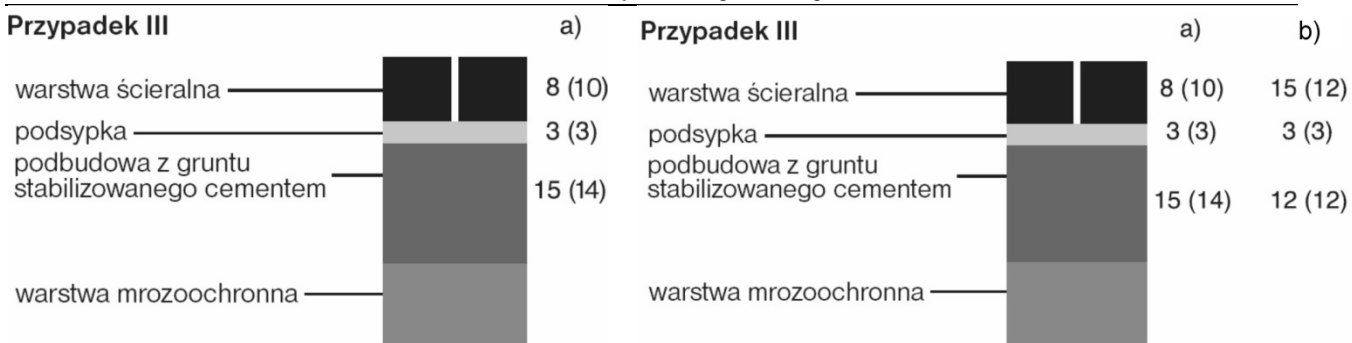 Przypadek III a)
warstwa ścieralna 8 (10)
podsypka 3 (3)
podbudowa z gruntu
stabilizowanego cementem 15 (14)
warstwa mrozoochronna
Przypadek III a) b)
warstwa ścieralna 8 (10) 15 (12)
podsypka 3 (3) 3 (3)
podbudowa z gruntu
stabilizowanego cementem 15 (14) 12 (12)
warstwa mrozoochronna